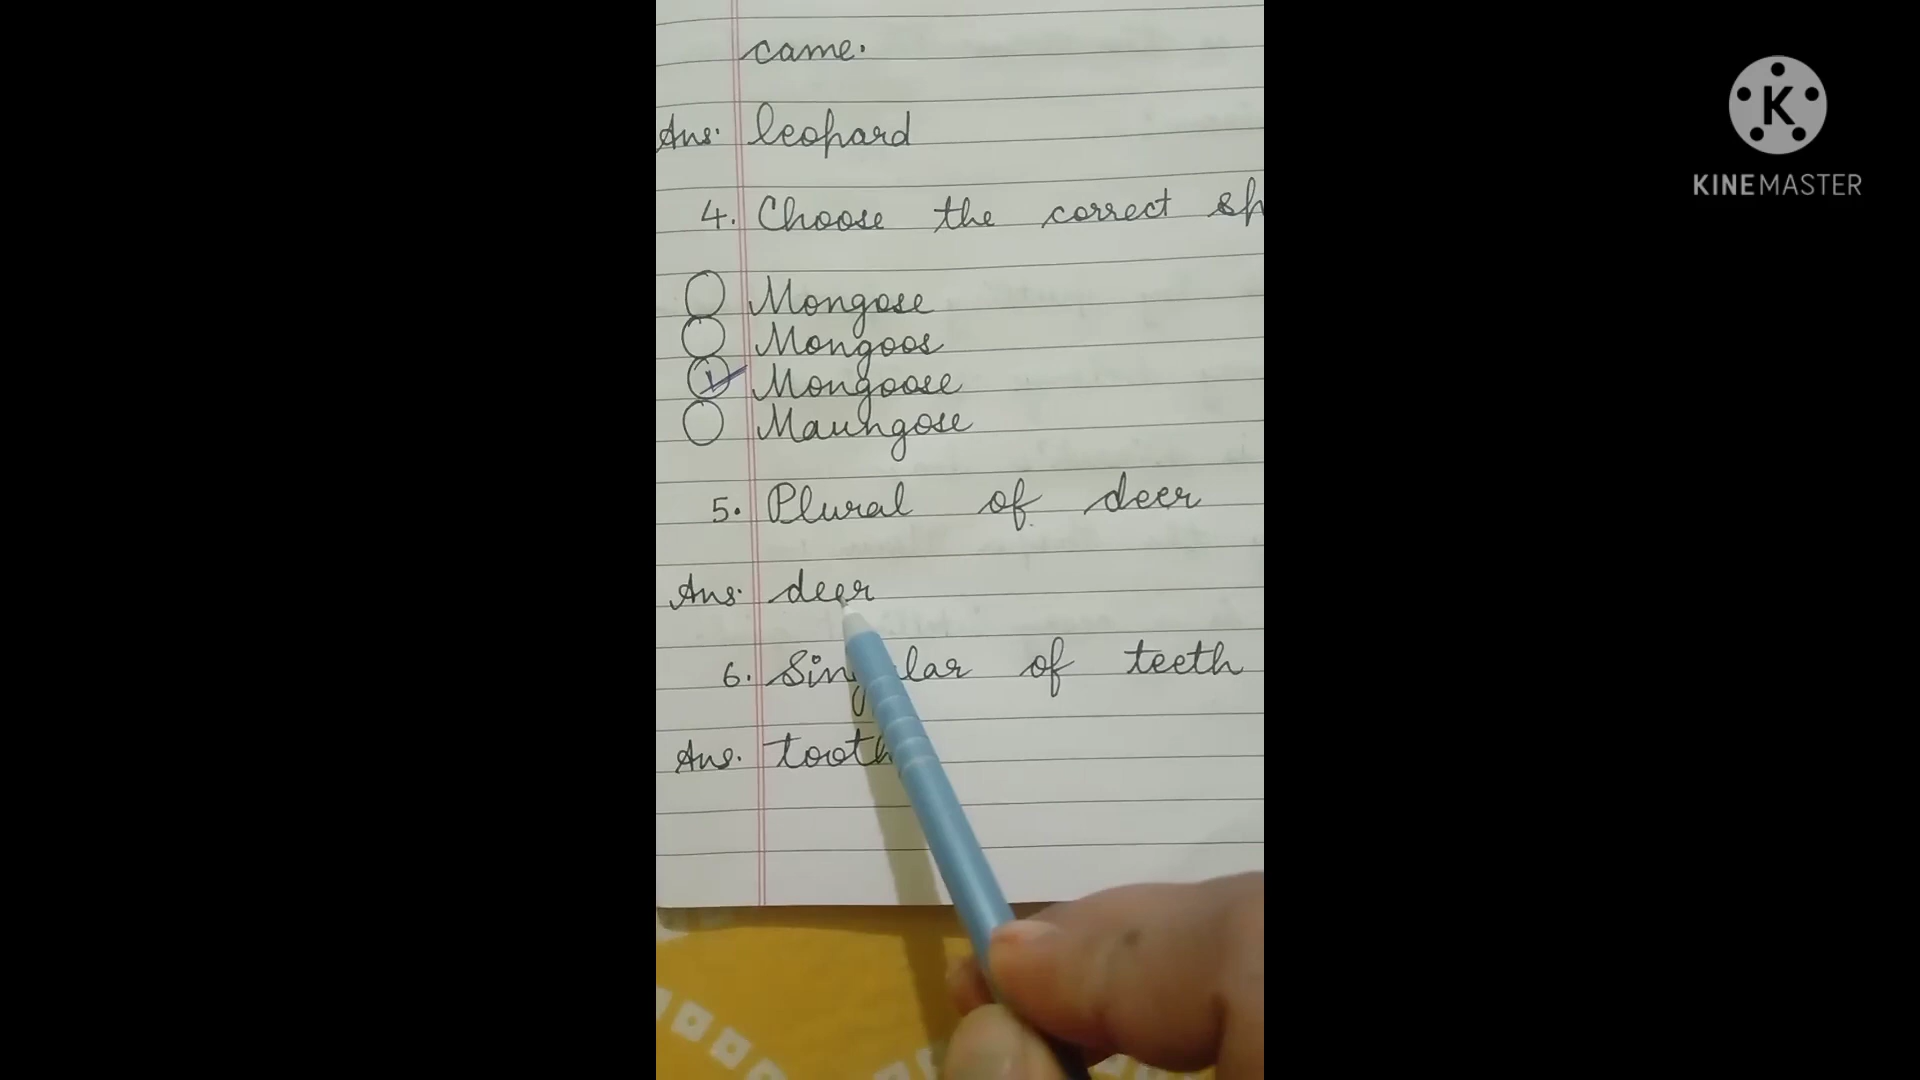 came.
Ans. leopard
4. Choose the correct
Mongose
Mongoos
Mongoose
Maungose
5. Plural of deer
Ans. deer
6. Singular of teeth
Ans. tooth
K
KINEMASTER